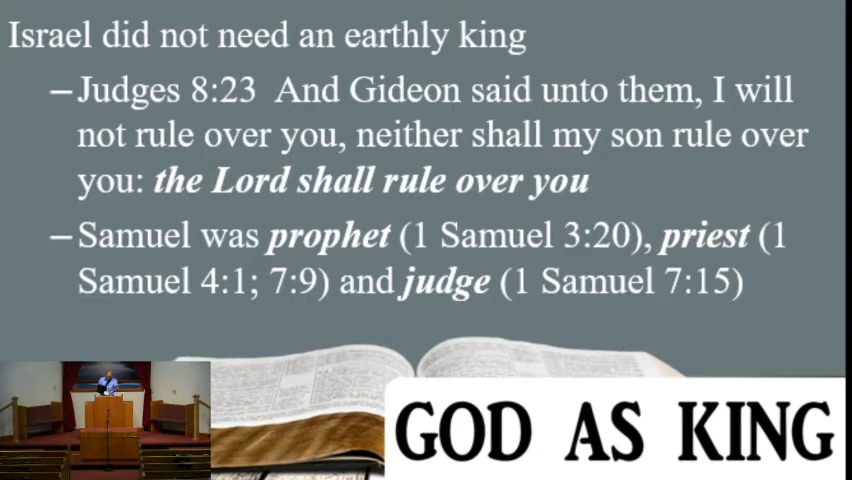 Israel did not need an earthly king
–Judges 8:23 And Gideon said unto them, I will
not rule over you, neither shall my son rule over
you: the Lord shall rule over you
–Samuel was prophet (1 Samuel 3:20), priest (1
Samuel 4:1; 7:9) and judge (1 Samuel 7:15)
GOD AS KING